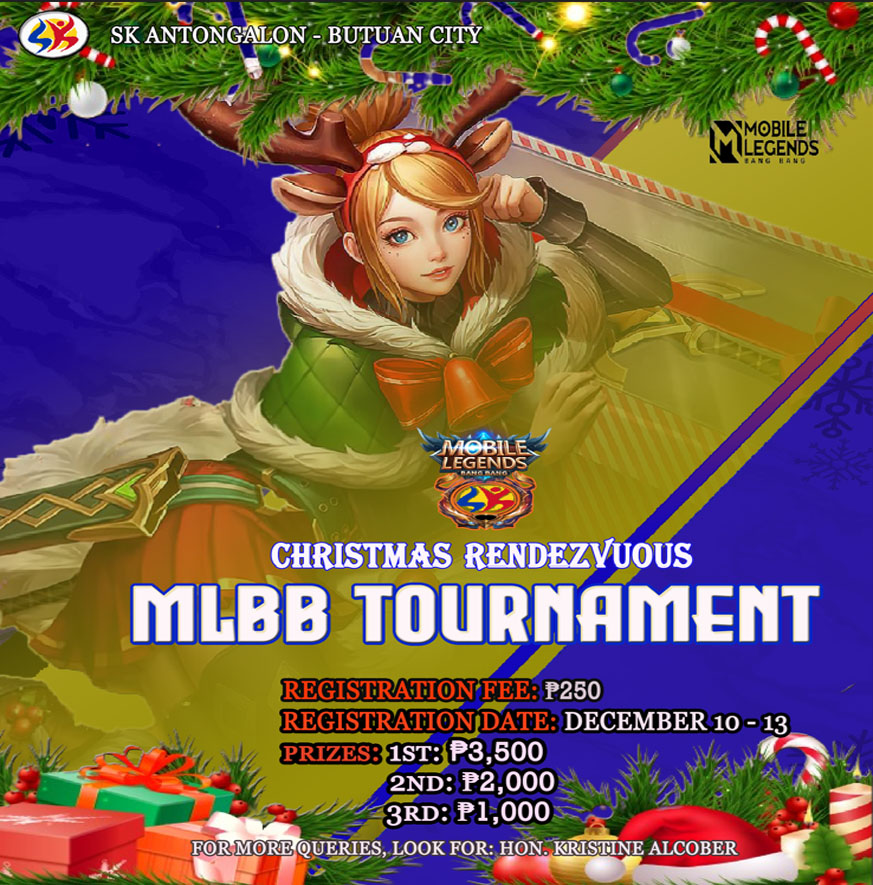 SK ANTONGALON - BUTUAN CITY
MOBILE
LEGENDS
BANG BANG
MOBILE
LEGENDS
BANG BANG
CHRISTMAS RENDEZVUOUS
MLBB TOURNAMENT
REGISTRATION FEE: ₱250
REGISTRATION DATE: DECEMBER 10 - 13
PRIZES: 1ST: ₱3,500
2ND: ₱2,000
3RD: ₱1,000
FOR MORE QUERIES, LOOK FOR: HON. KRISTINE ALCOBER